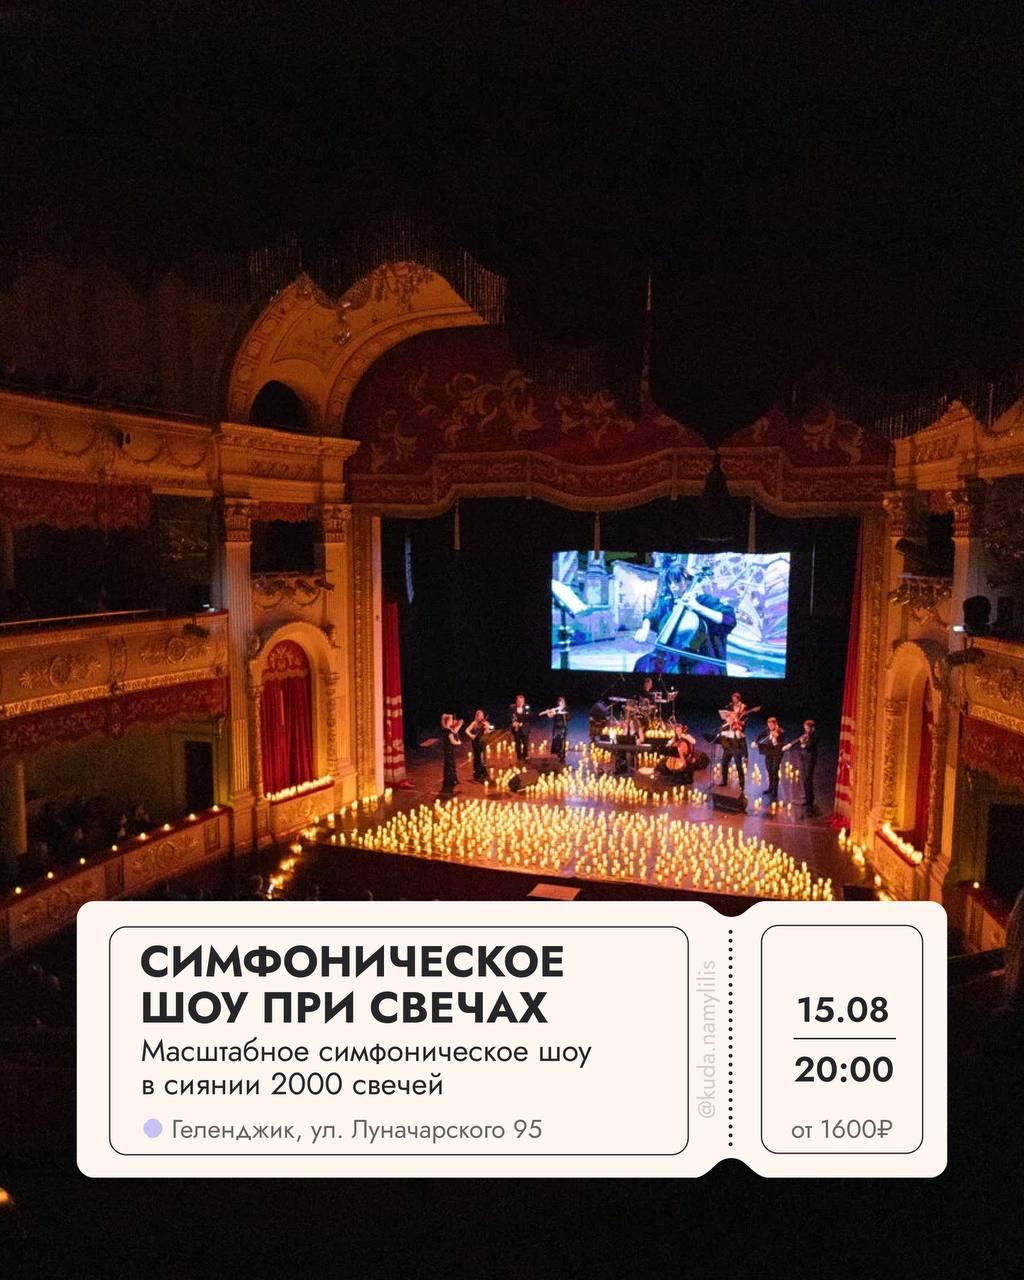 СИМФОНИЧЕСКОЕ
ШОУ ПРИ СВЕЧАХ
Масштабное симфоническое шоу
в сиянии 2000 свечей
Геленджик, ул. Луначарского 95
@kuda.namylilis
15.08
20:00
от 1600₽